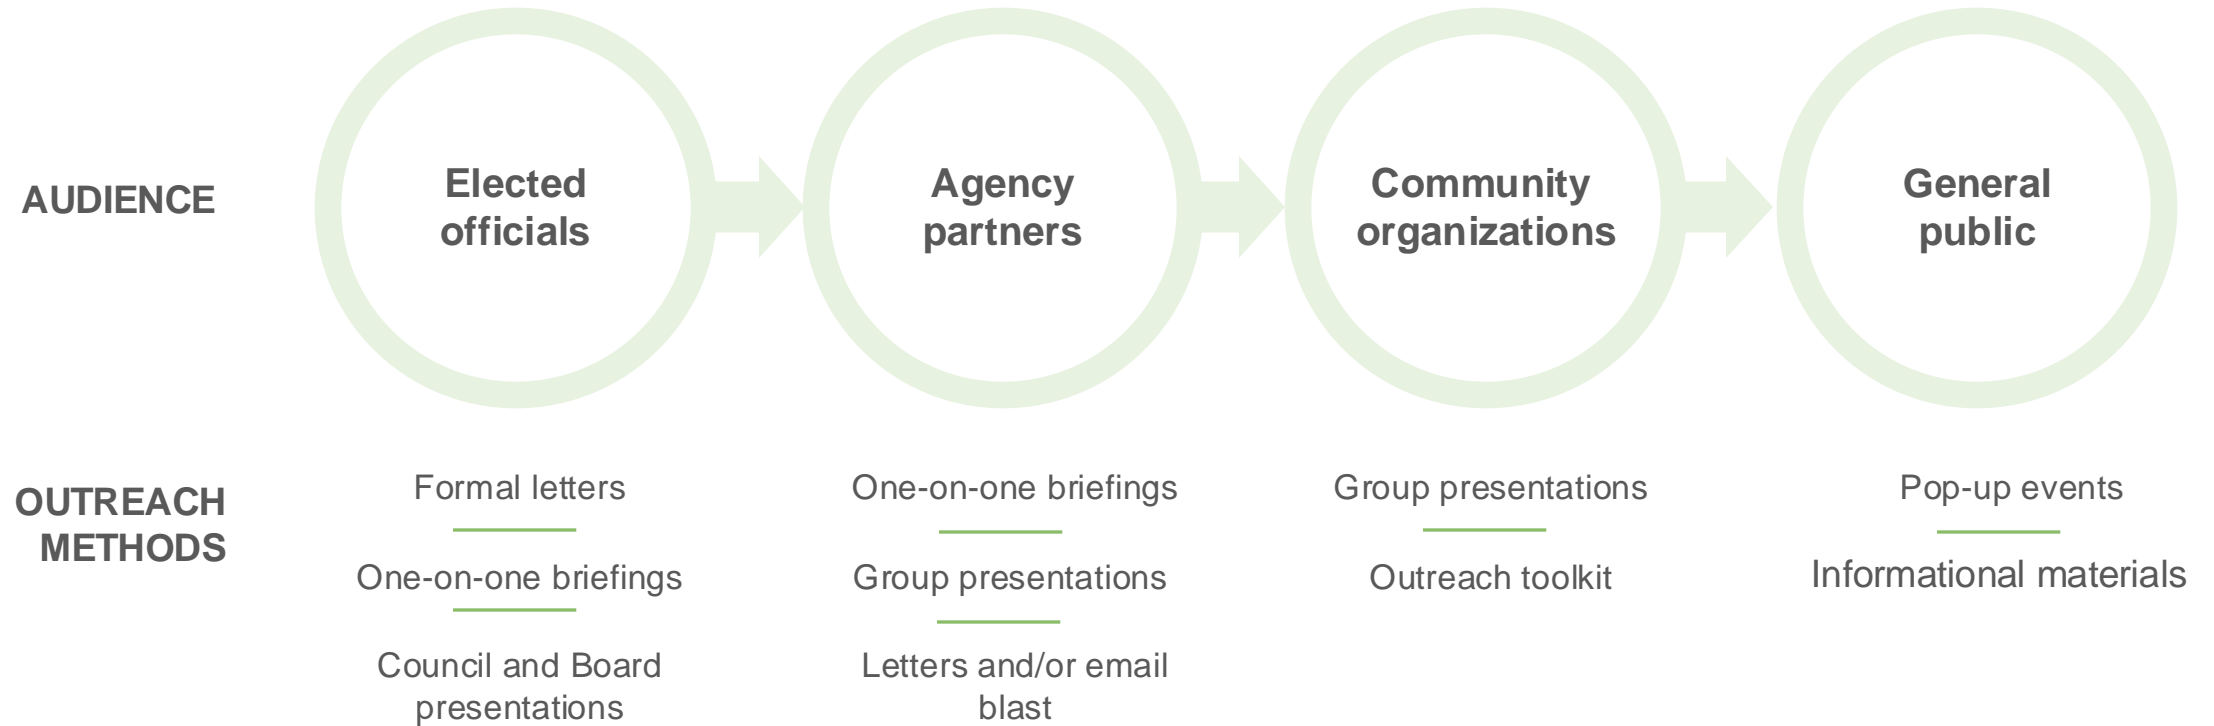 AUDIENCE
Elected
officials
Agency
partners
Community
organizations
General
public
OUTREACH
METHODS
Formal letters
One-on-one briefings
Council and Board
presentations
One-on-one briefings
Group presentations
Letters and/or email
blast
Group presentations
Outreach toolkit
Pop-up events
Informational materials